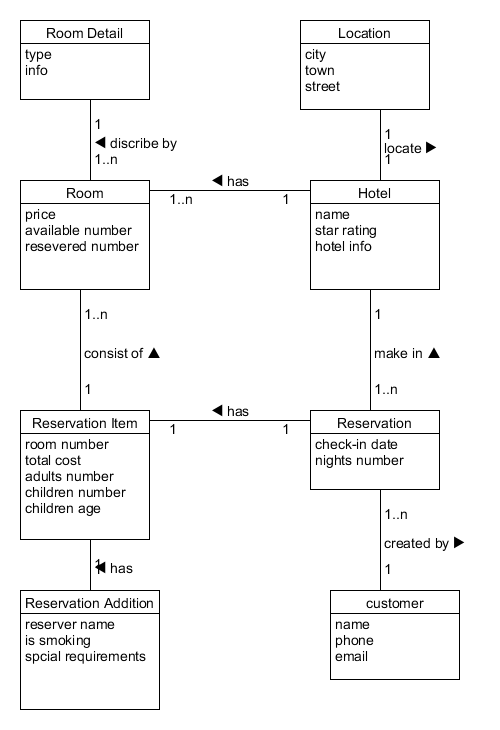 Room Detail
type
info
Location
city
town
street
1
◀ discribe by
1..n
1
locate ▶
1
Room
price
available number
resevered number
◀ has
1..n
1
Hotel
name
star rating
hotel info
1..n
consist of ▲
1
1
make in ▲
1..n
Reservation Item
room number
total cost
adults number
children number
children age
◀ has
1
1
Reservation
check-in date
nights number
1
◀ has
1..n
created by ▶
1
Reservation Addition
reserver name
is smoking
spcial requirements
customer
name
phone
email